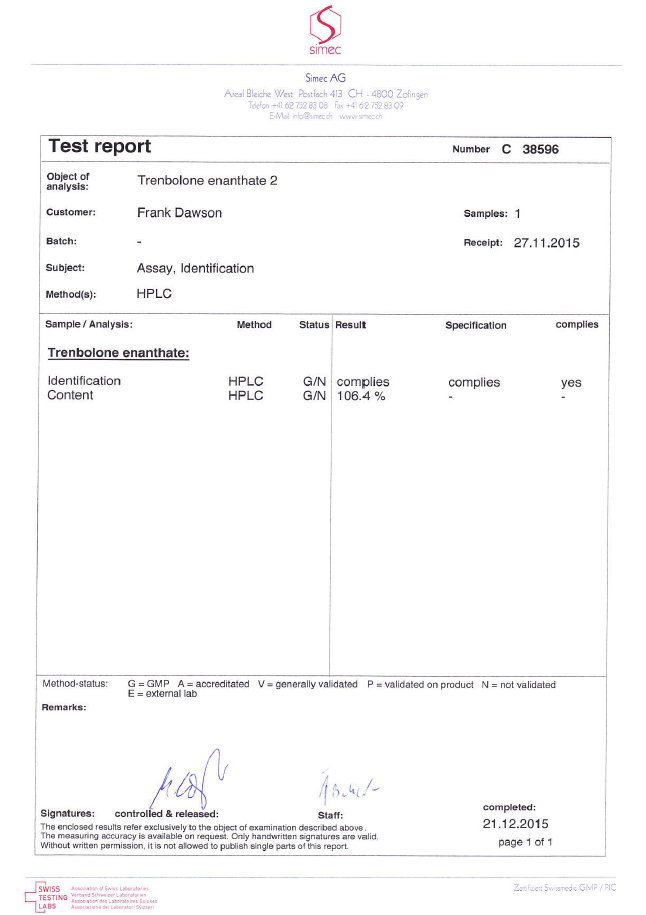 simec
Simec AG
Areal Bleiche West Postfach 413 CH - 4800 Zofingen
Telefon +41 62 752 83 08 Fax +41 62 752 83 09
E-Mail: info@simec.ch www.simec.ch
Test report Number C 38596
Object of analysis: Trenbolone enanthate 2
Customer: Frank Dawson Samples: 1
Batch: - Receipt: 27.11.2015
Subject: Assay, Identification
Method(s): HPLC
Sample / Analysis: Method Status Result Specification complies
Trenbolone enanthate:
Identification HPLC G/N complies complies yes
Content HPLC G/N 106.4 % - -
Method-status: G = GMP A = accreditated V = generally validated P = validated on product N = not validated
E = external lab
Remarks:
Signatures: controlled & released: Staff: completed:
21.12.2015
page 1 of 1
The enclosed results refer exclusively to the object of examination described above.
The measuring accuracy is available on request. Only handwritten signatures are valid.
Without written permission, it is not allowed to publish single parts of this report.
SWISS TESTING LABS
Association of Swiss Laboratories
Verband Schweizer Laboratorien
Association des Laboratoires Suisses
Associazione dei Laboratori Svizzeri
Zertifiziert: Swissmedic GMP / PIC